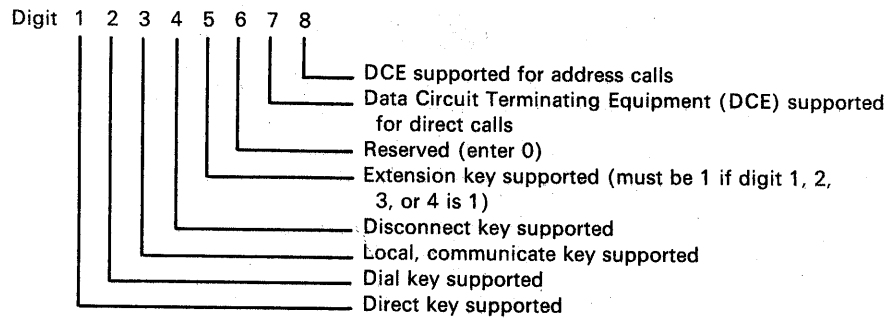 Digit 1 2 3 4 5 6 7 8
DCE supported for address calls
Data Circuit Terminating Equipment (DCE) supported
for direct calls
Reserved (enter 0)
Extension key supported (must be 1 if digit 1, 2,
3, or 4 is 1)
Disconnect key supported
Local, communicate key supported
Dial key supported
Direct key supported